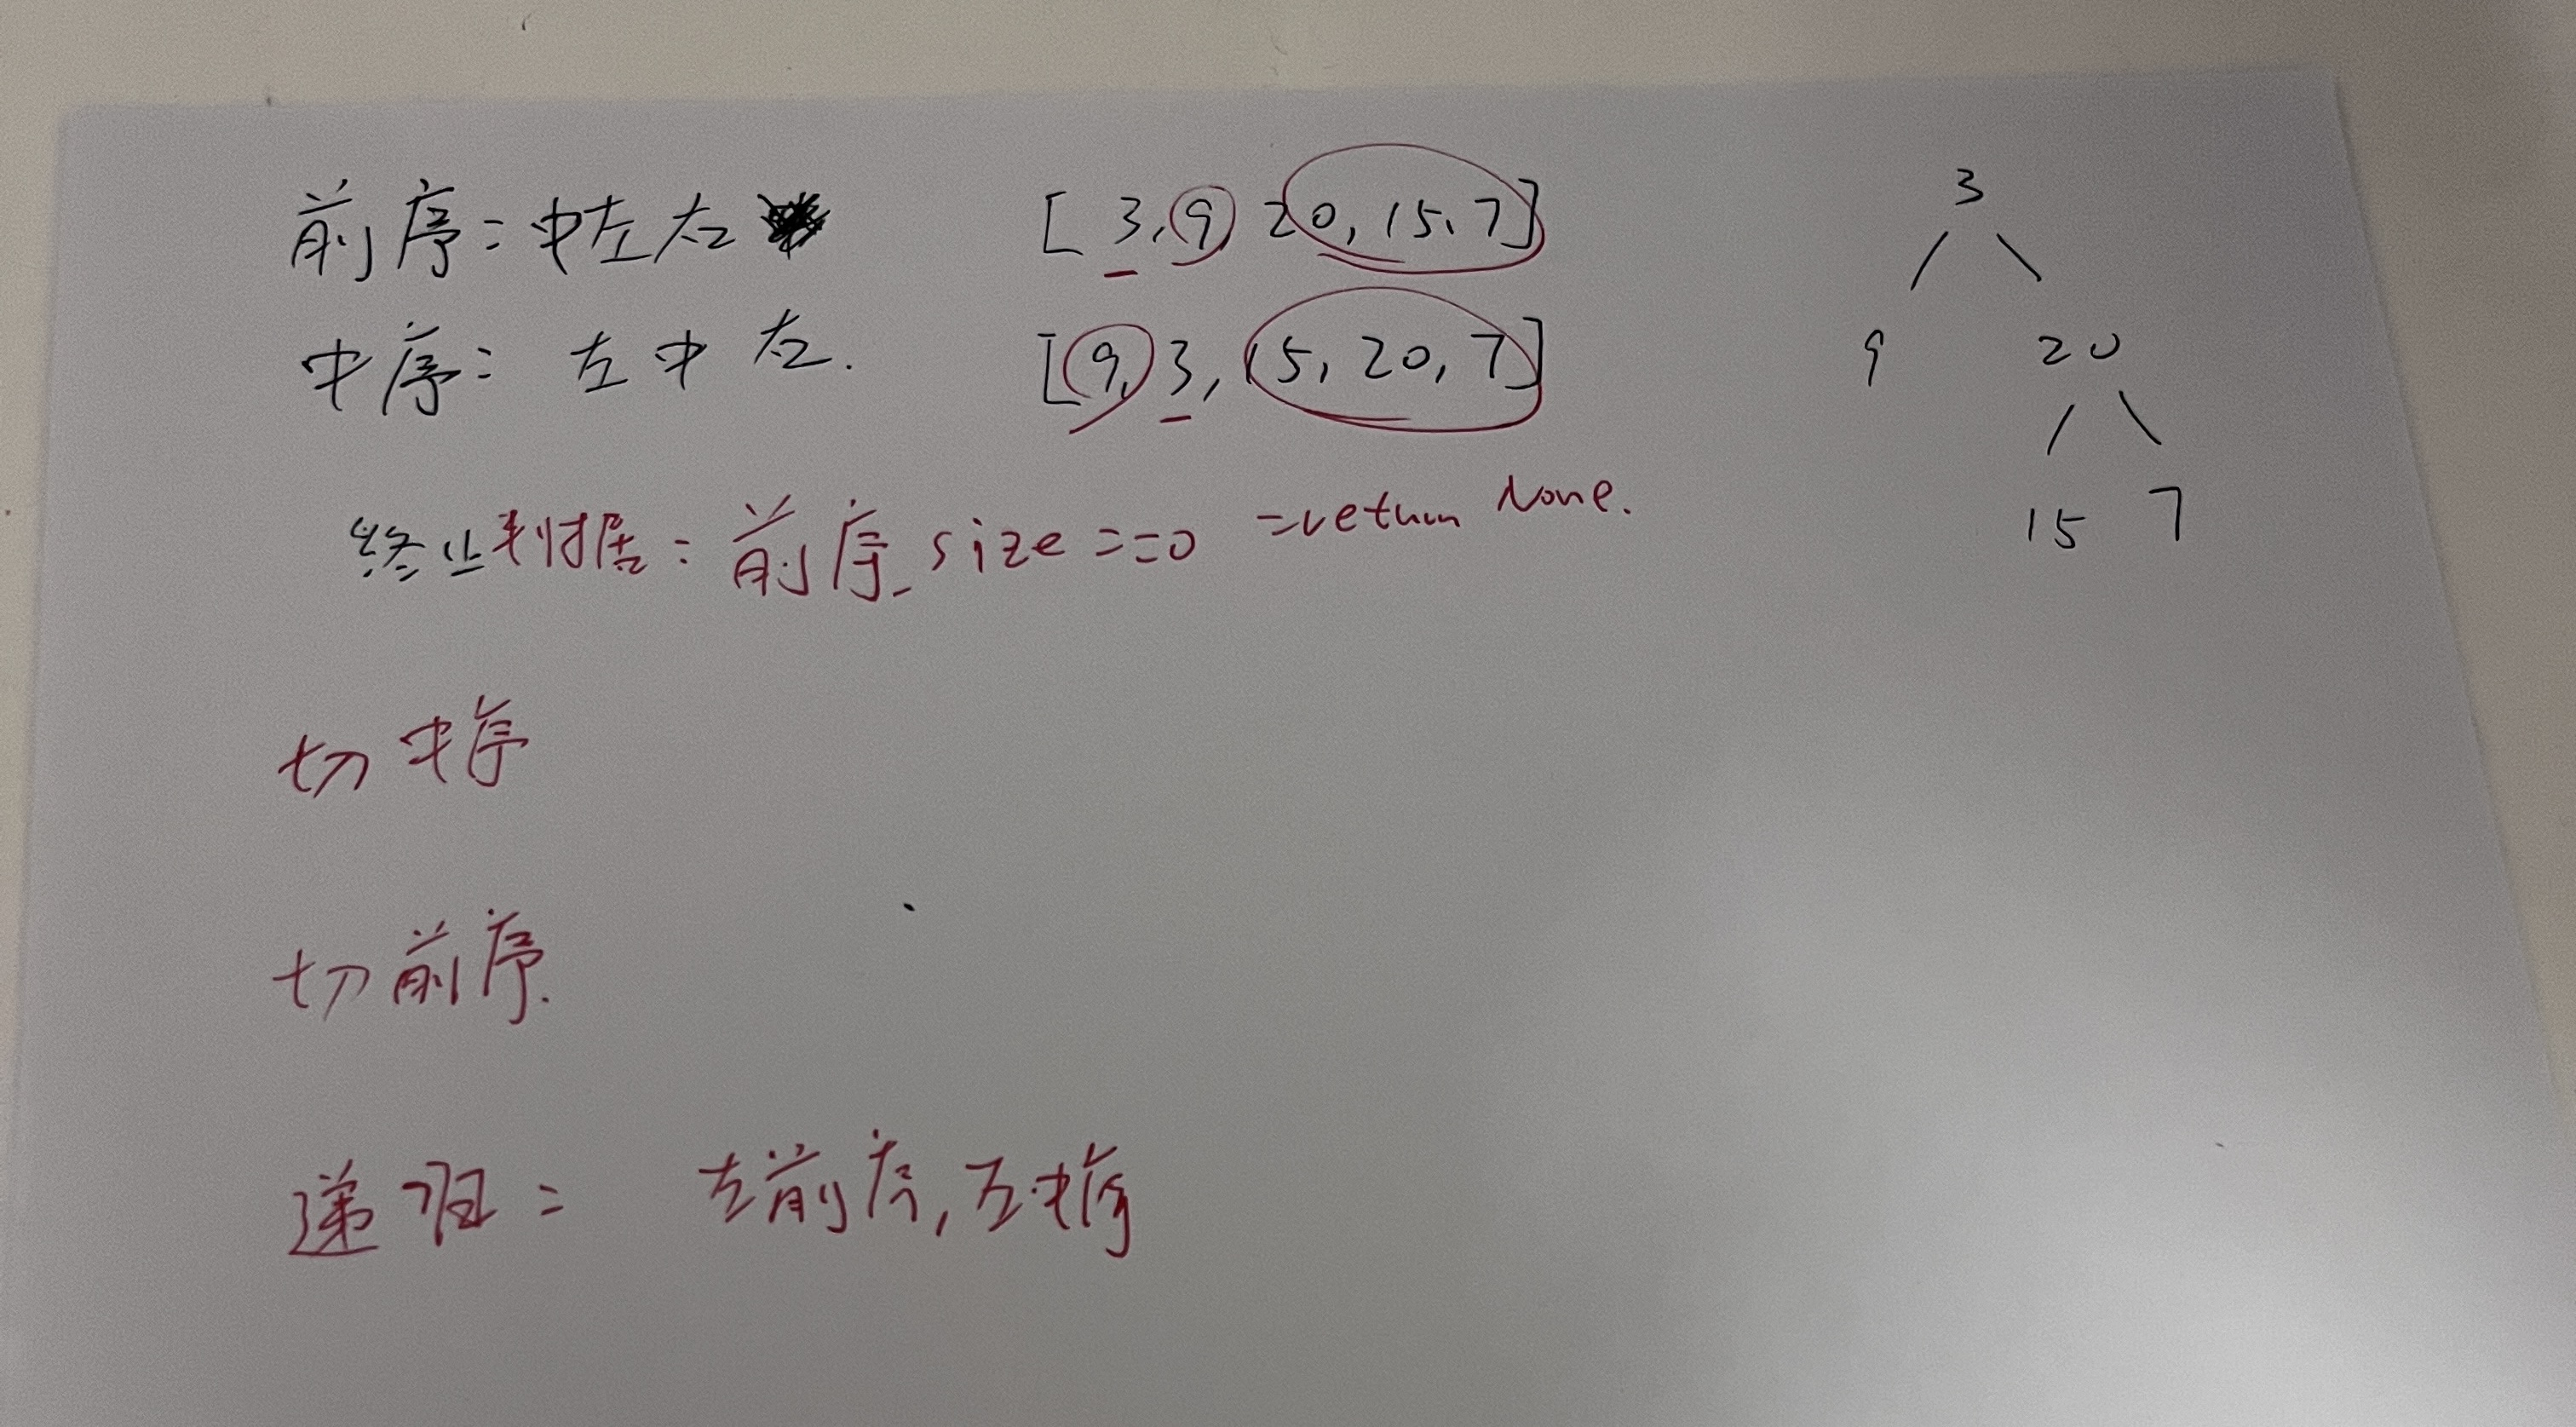 前序：中左右 [3,9,20,15,7]
中序：左中右. [9,3,15,20,7]
3
9 20
15 7
终止判据：前序_size==0 =return None.
切中序
切前序.
递归= 左前序,左中序